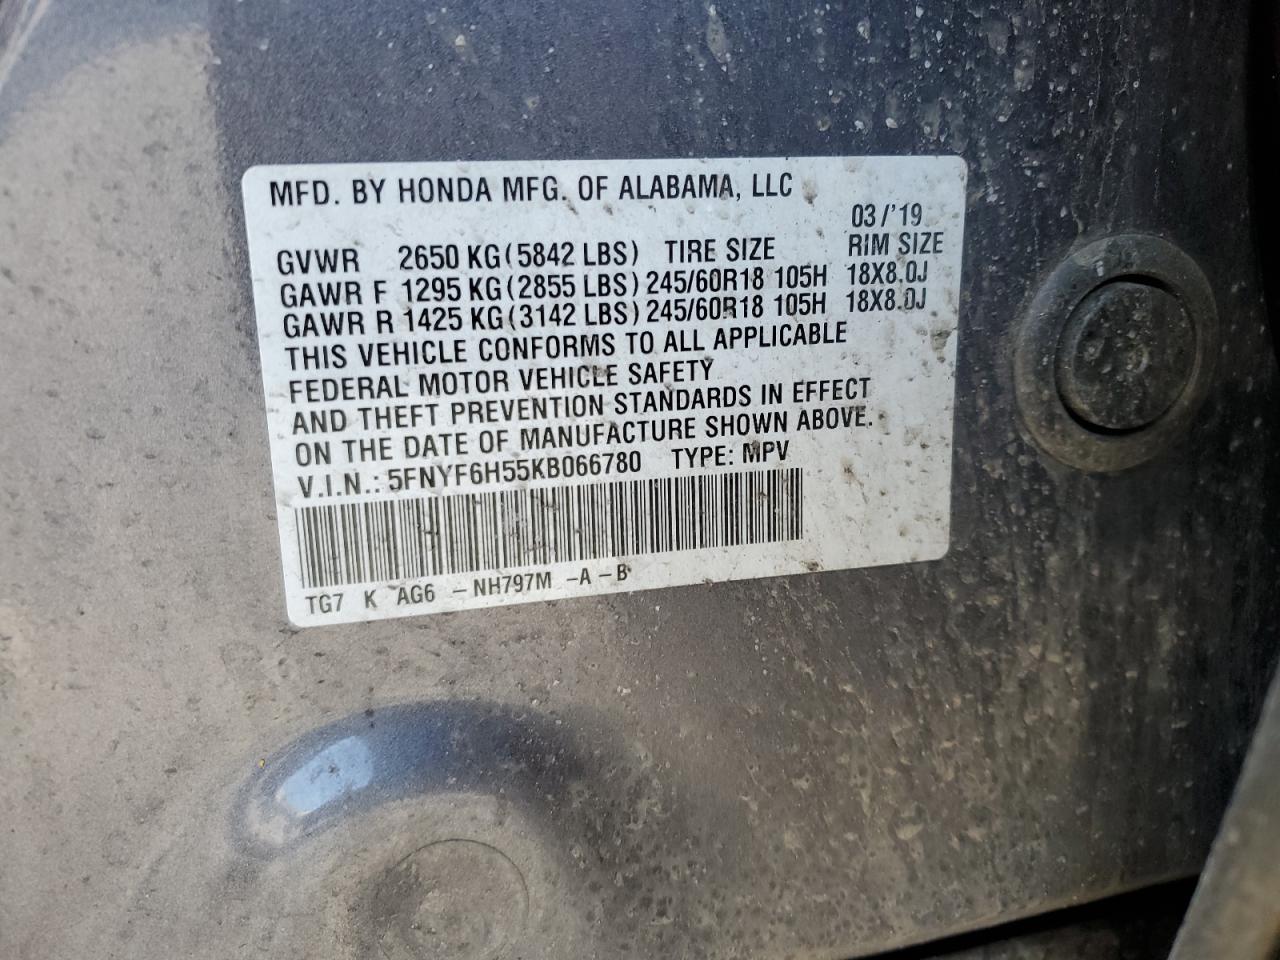 MFD. BY HONDA MFG. OF ALABAMA, LLC
03/'19
GVWR 2650 KG(5842 LBS) TIRE SIZE RIM SIZE
GAWR F 1295 KG(2855 LBS) 245/60R18 105H 18X8.0J
GAWR R 1425 KG(3142 LBS) 245/60R18 105H 18X8.0J
THIS VEHICLE CONFORMS TO ALL APPLICABLE
FEDERAL MOTOR VEHICLE SAFETY
AND THEFT PREVENTION STANDARDS IN EFFECT
ON THE DATE OF MANUFACTURE SHOWN ABOVE.
V.I.N.: 5FNYF6H55KB066780 TYPE: MPV
TG7 K AG6 -NH797M -A-B